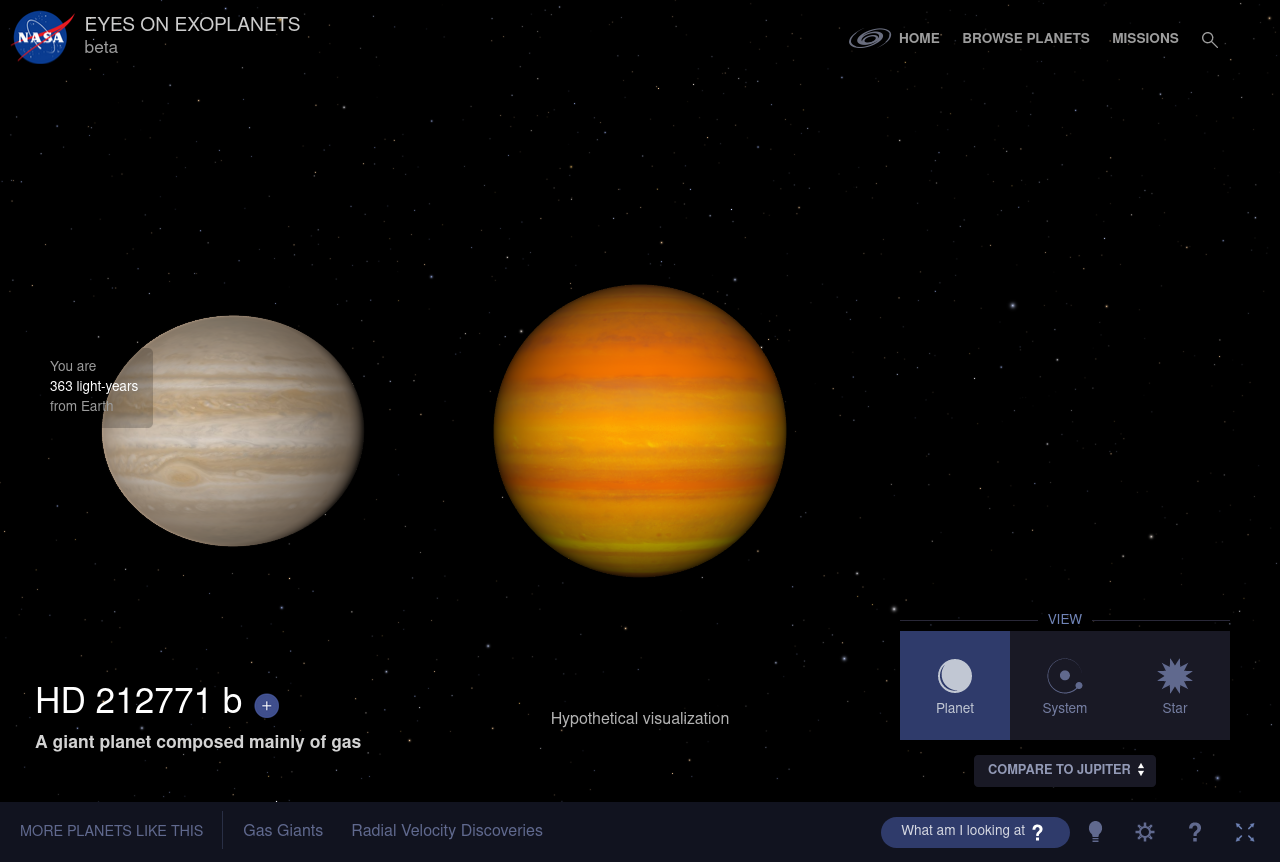 NASA
EYES ON EXOPLANETS
beta
HOME
BROWSE PLANETS
MISSIONS
You are
363 light-years
from Earth
HD 212771 b +
A giant planet composed mainly of gas
Hypothetical visualization
VIEW
Planet
System
Star
COMPARE TO JUPITER
MORE PLANETS LIKE THIS
Gas Giants
Radial Velocity Discoveries
What am I looking at ?
?